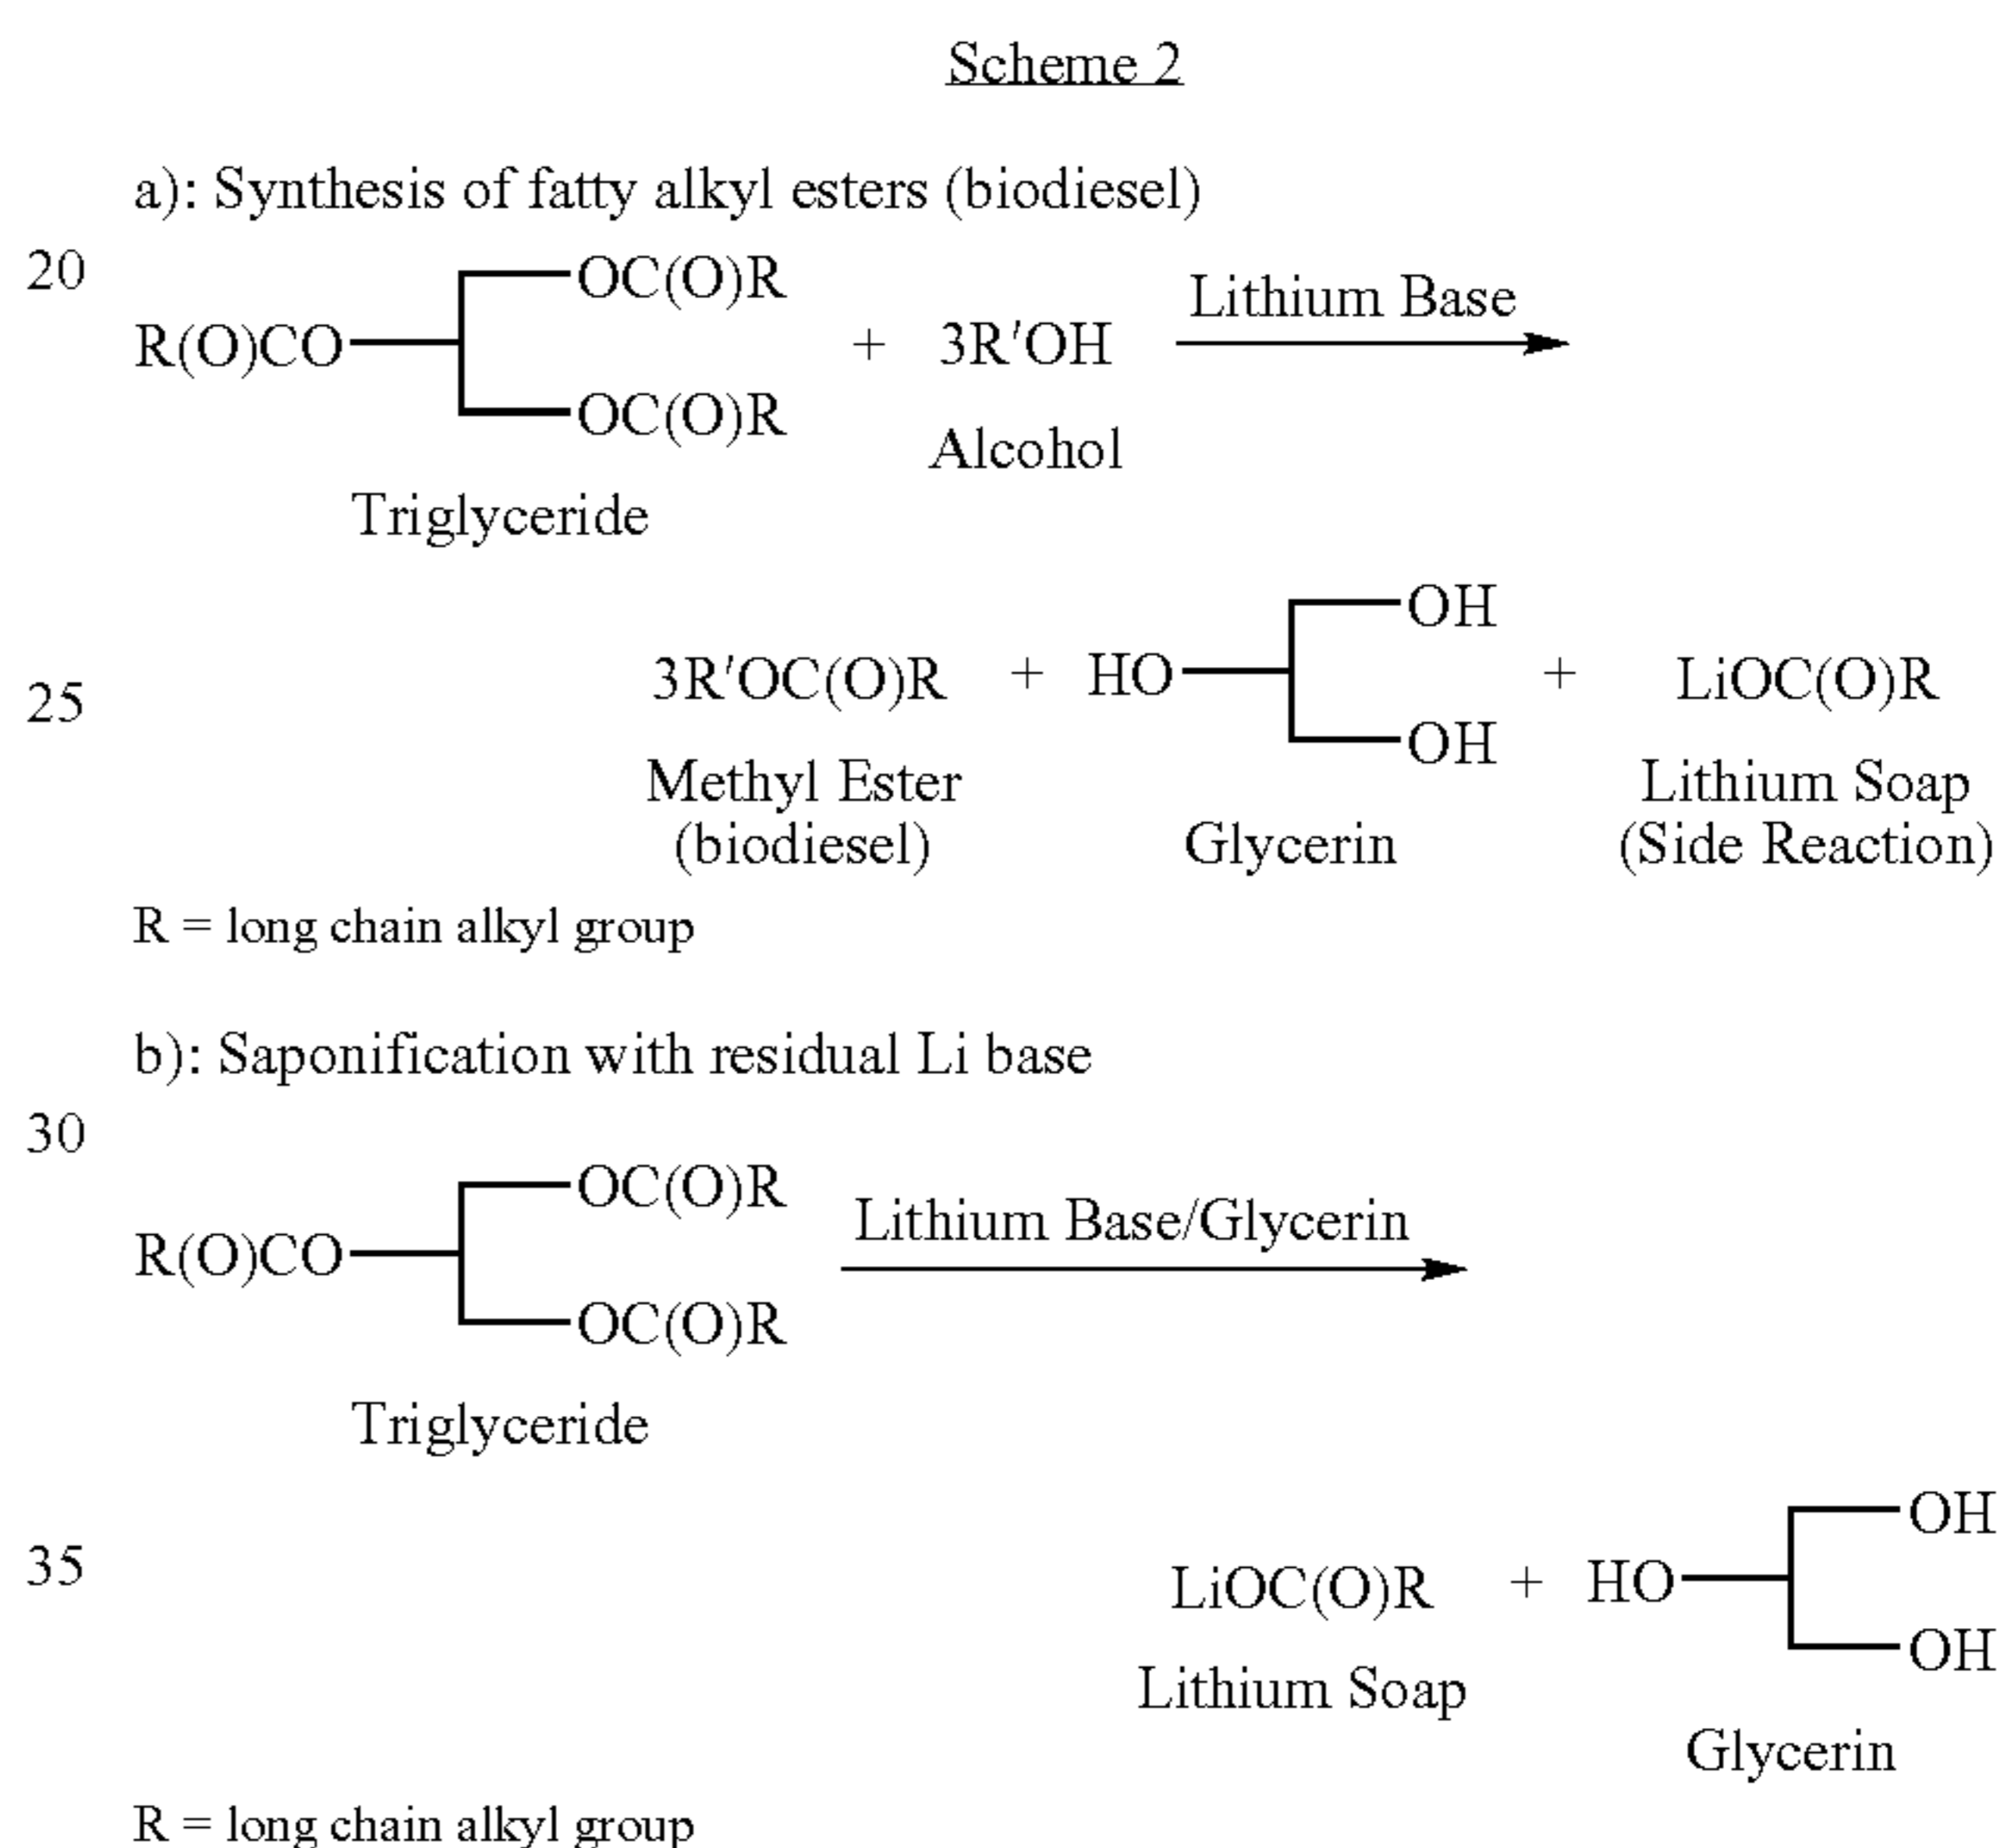 Scheme 2
a): Synthesis of fatty alkyl esters (biodiesel)
20
OC(O)R
R(O)CO + 3R'OH Lithium Base
OC(O)R
Alcohol
Triglyceride
OH
25 3R'OC(O)R + HO + LiOC(O)R
OH
Methyl Ester Lithium Soap
(biodiesel) Glycerin (Side Reaction)
R = long chain alkyl group
b): Saponification with residual Li base
30
OC(O)R
R(O)CO Lithium Base/Glycerin
OC(O)R
Triglyceride
OH
35 LiOC(O)R + HO
OH
Lithium Soap
Glycerin
R = long chain alkyl group